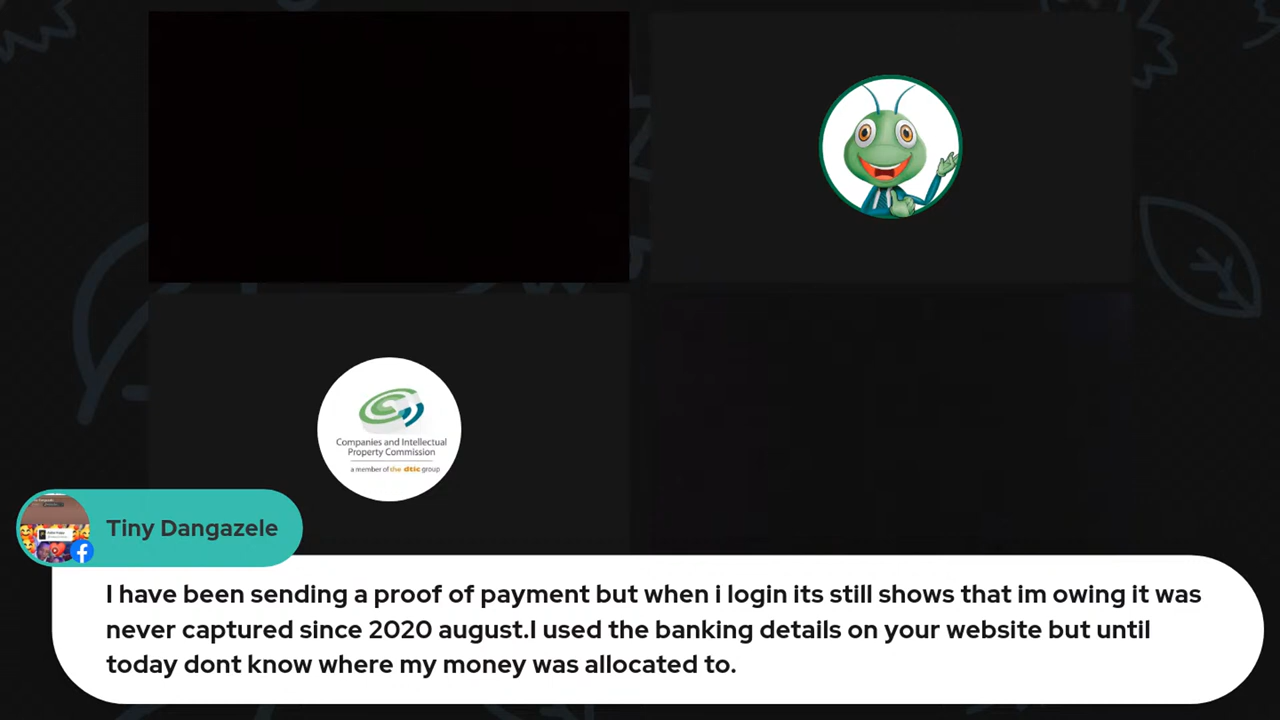 Companies and Intellectual
Property Commission
a member of the dtic group
Tiny Dangazele
I have been sending a proof of payment but when i login its still shows that im owing it was
never captured since 2020 august.I used the banking details on your website but until
today dont know where my money was allocated to.